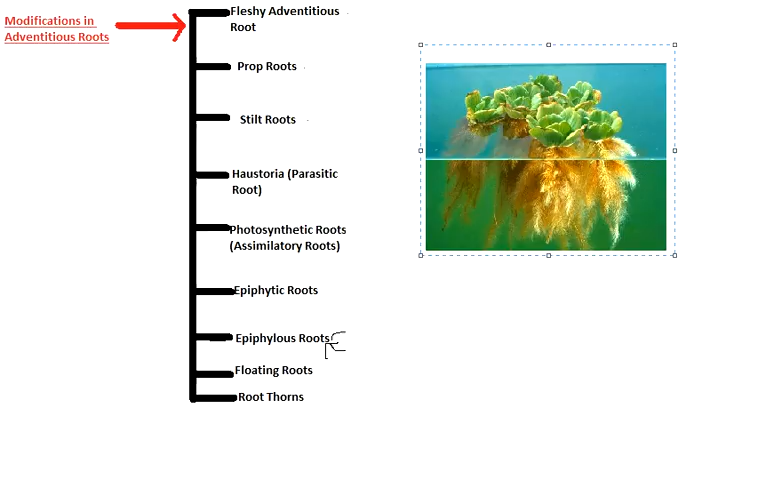 Modifications in
Adventitious Roots
Fleshy Adventitious
Root
Prop Roots
Stilt Roots
Haustoria (Parasitic
Root)
Photosynthetic Roots
(Assimilatory Roots)
Epiphytic Roots
Epiphylous Roots
Floating Roots
Root Thorns